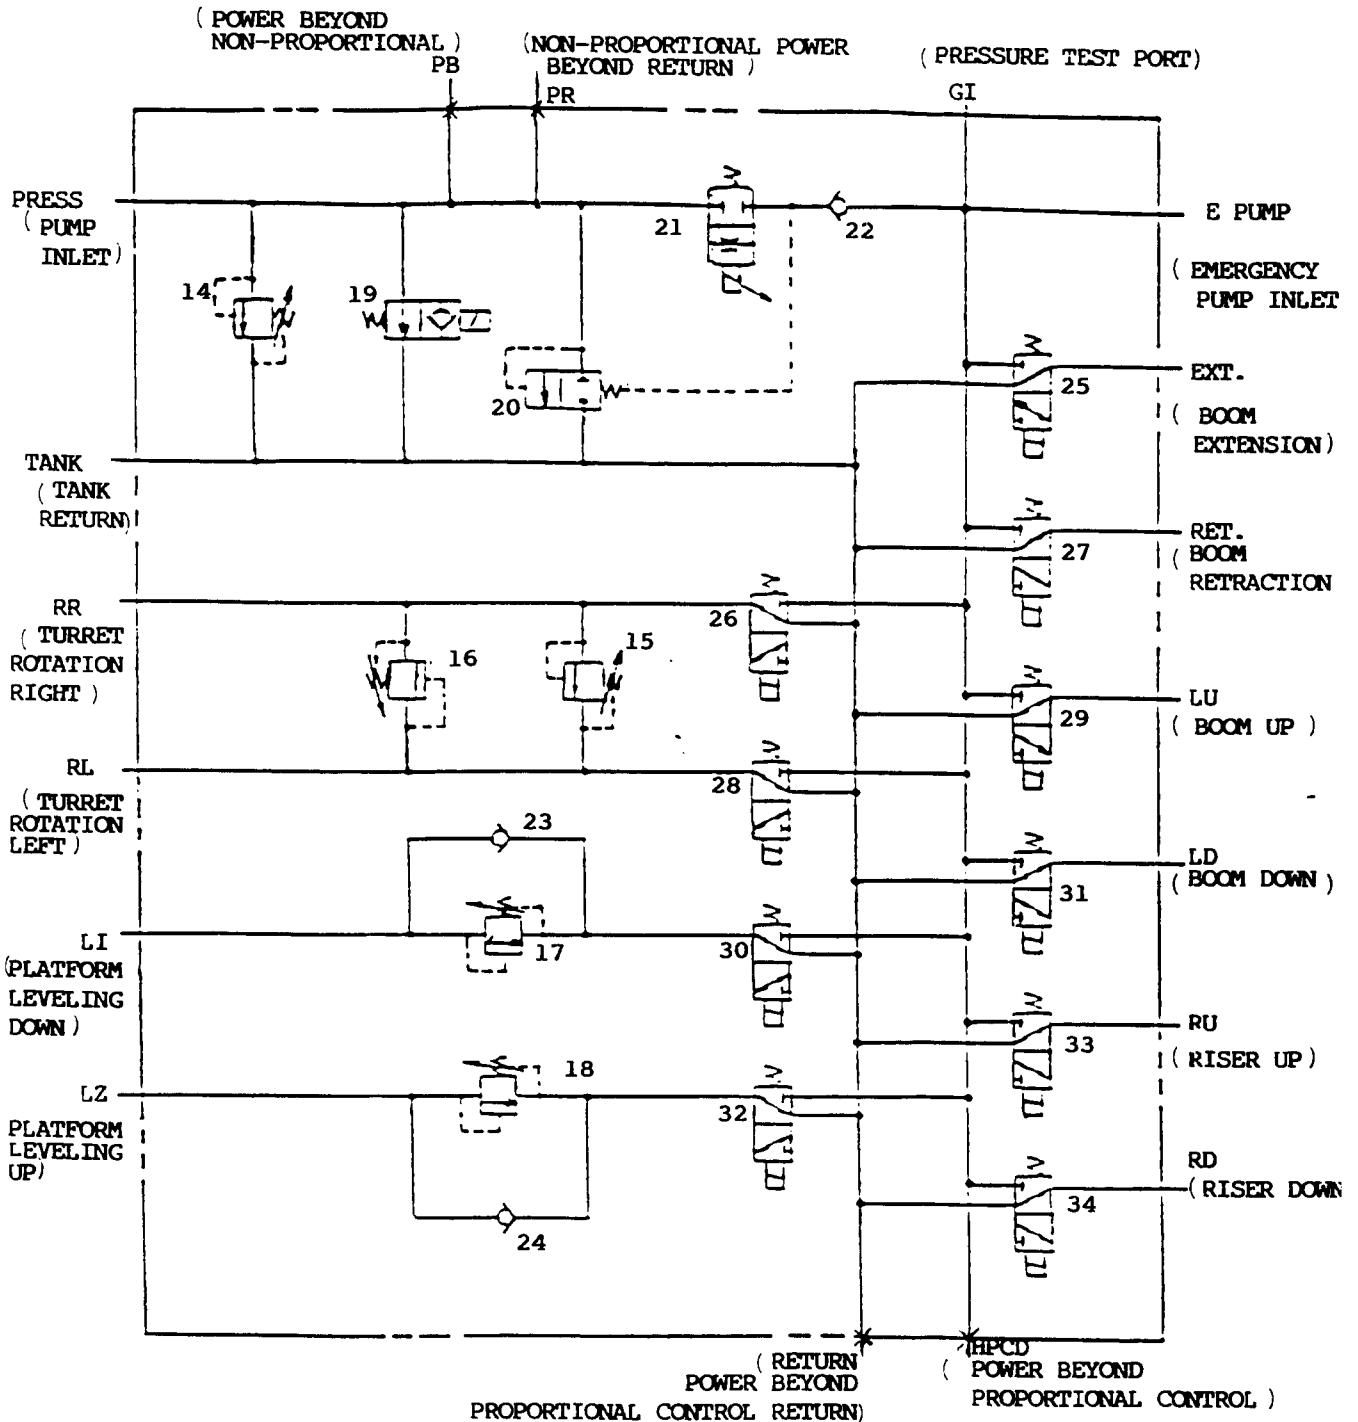 ( POWER BEYOND
NON-PROPORTIONAL )
PB
(NON-PROPORTIONAL POWER
BEYOND RETURN )
PR
( PRESSURE TEST PORT)
GI
PRESS
( PUMP
INLET)
21
22
E PUMP
( EMERGENCY
PUMP INLET
14
19
20
25
EXT.
( BOOM
EXTENSION)
TANK
( TANK
RETURN)
27
RET.
( BOOM
RETRACTION
RR
( TURRET
ROTATION
RIGHT )
16
15
26
29
LU
( BOOM UP )
RL
( TURRET
ROTATION
LEFT )
23
28
31
LD
( BOOM DOWN )
LI
(PLATFORM
LEVELING
DOWN )
17
30
33
RU
( RISER UP)
LZ
PLATFORM
LEVELING
UP)
18
32
24
34
RD
( RISER DOWN
( RETURN
POWER BEYOND
PROPORTIONAL CONTROL RETURN)
HPCD
( POWER BEYOND
PROPORTIONAL CONTROL )